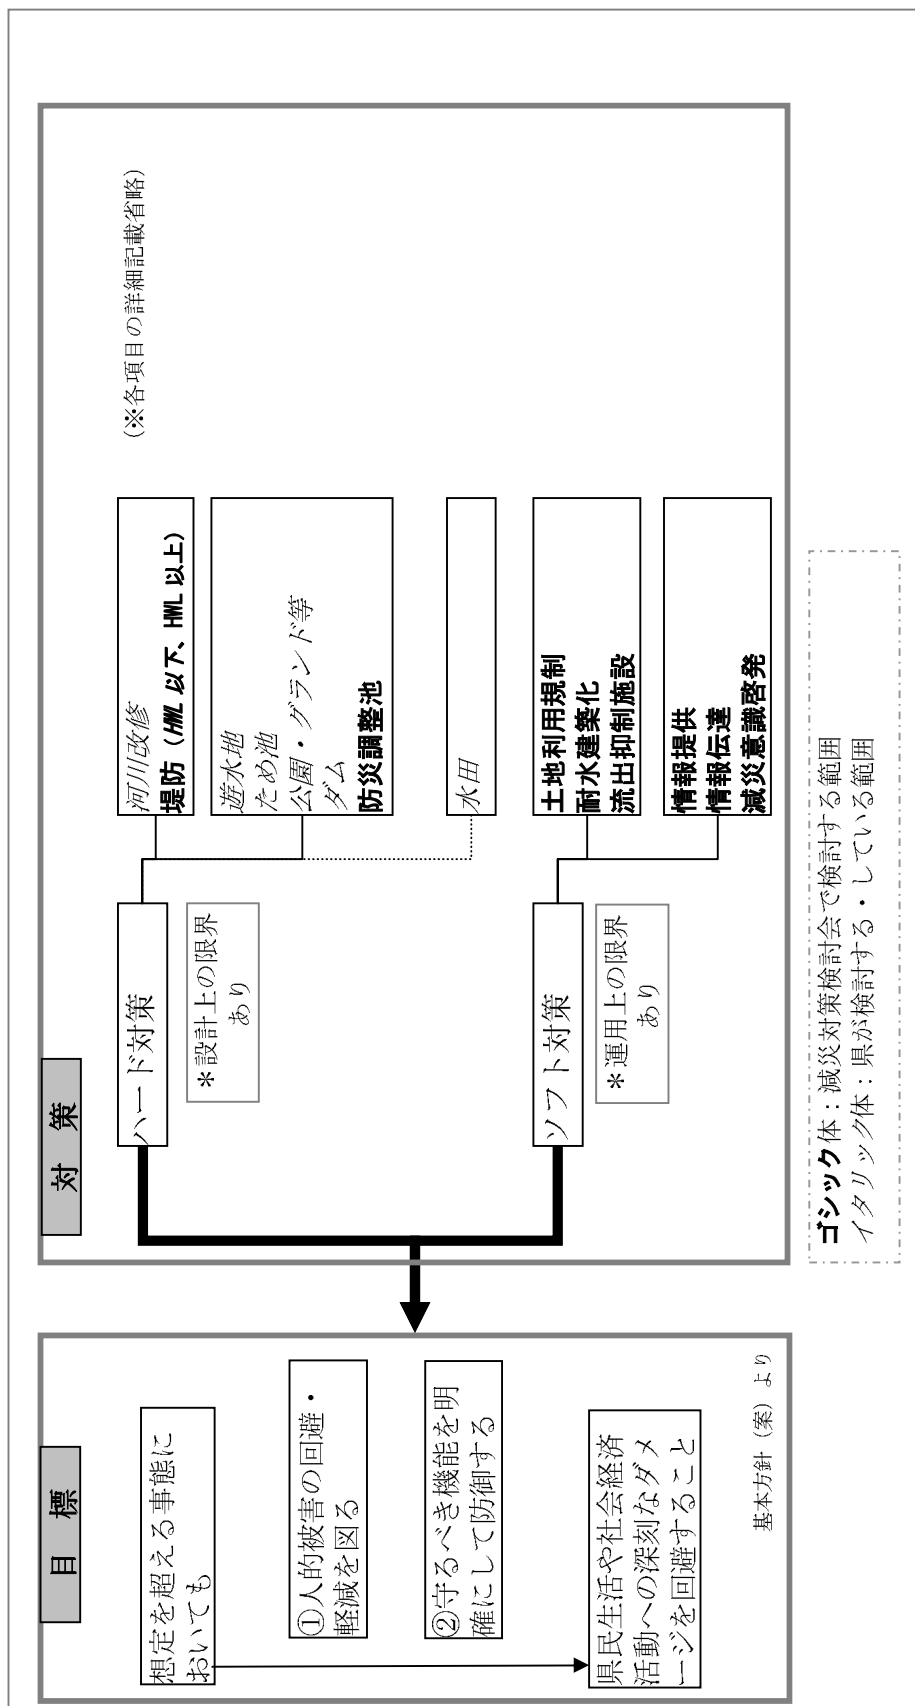 目　標
想定を超える事態に
おいても
①人的被害の回避・
軽減を図る
②守るべき機能を明
確にして防御する
県民生活や社会経済
活動への深刻なダメ
ージを回避すること
基本方針（案）より
対　策
ハード対策
＊設計上の限界
あり
ソフト対策
＊運用上の限界
あり
河川改修
堤防（HWL 以下、HWL 以上）
遊水地
ため池
公園・グランド等
ダム
防災調整池
水田
土地利用規制
耐水建築化
流出抑制施設
情報提供
情報伝達
減災意識啓発
(※各項目の詳細記載省略)
ゴシック体：減災対策検討会で検討する範囲
イタリック体：県が検討する・している範囲